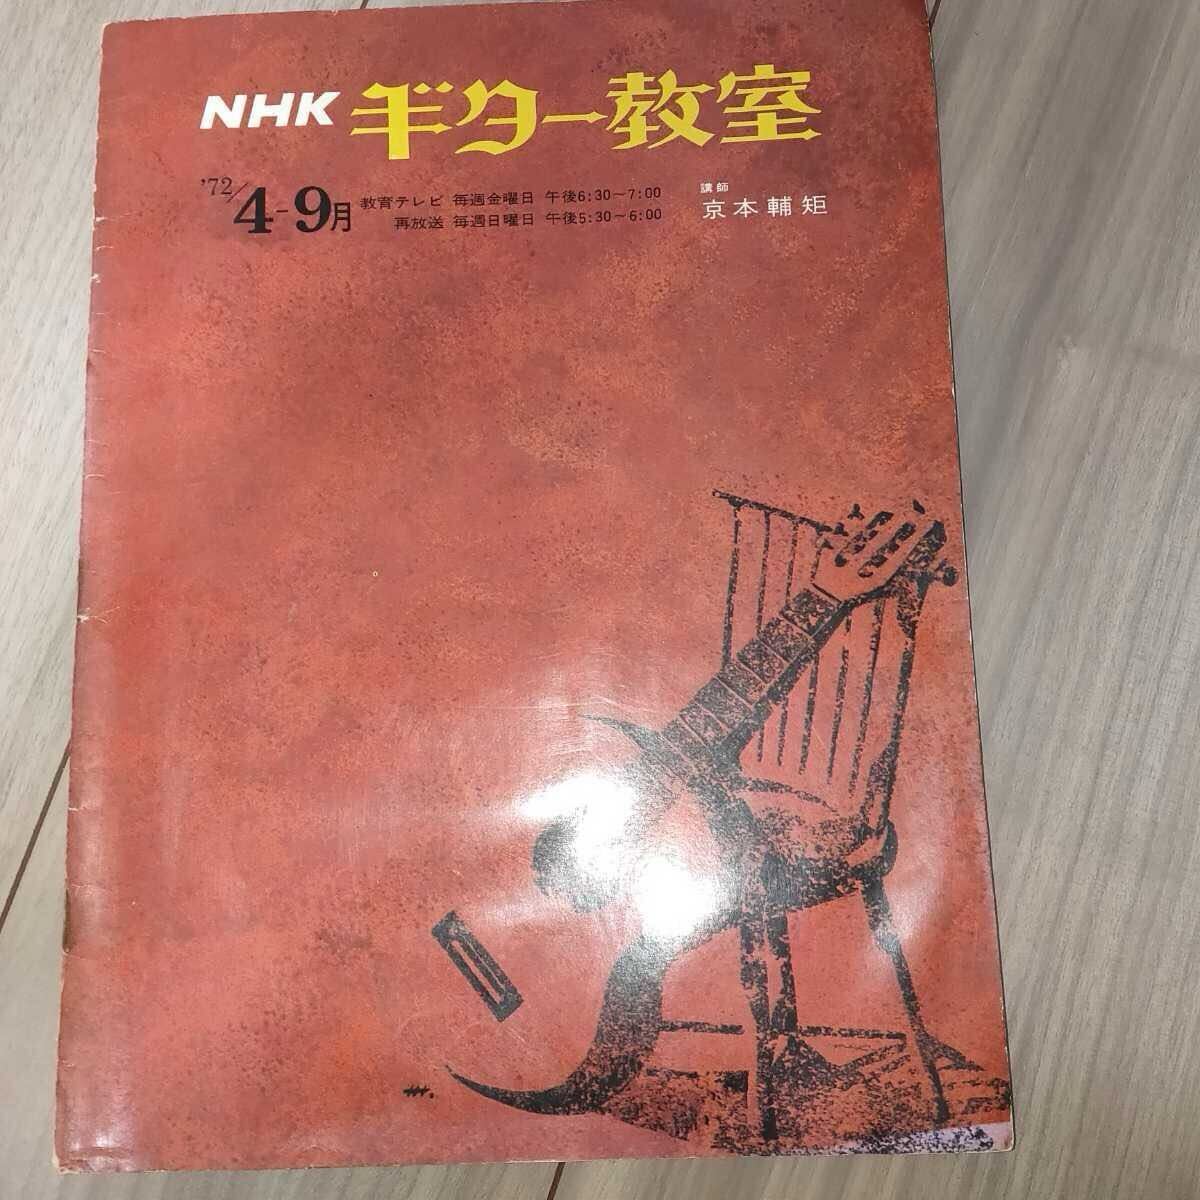 NHK ギター教室
'72/4-9月
教育テレビ 毎週金曜日 午後6:30~7:00
再放送 毎週日曜日 午後5:30~6:00
講師
京本輔矩